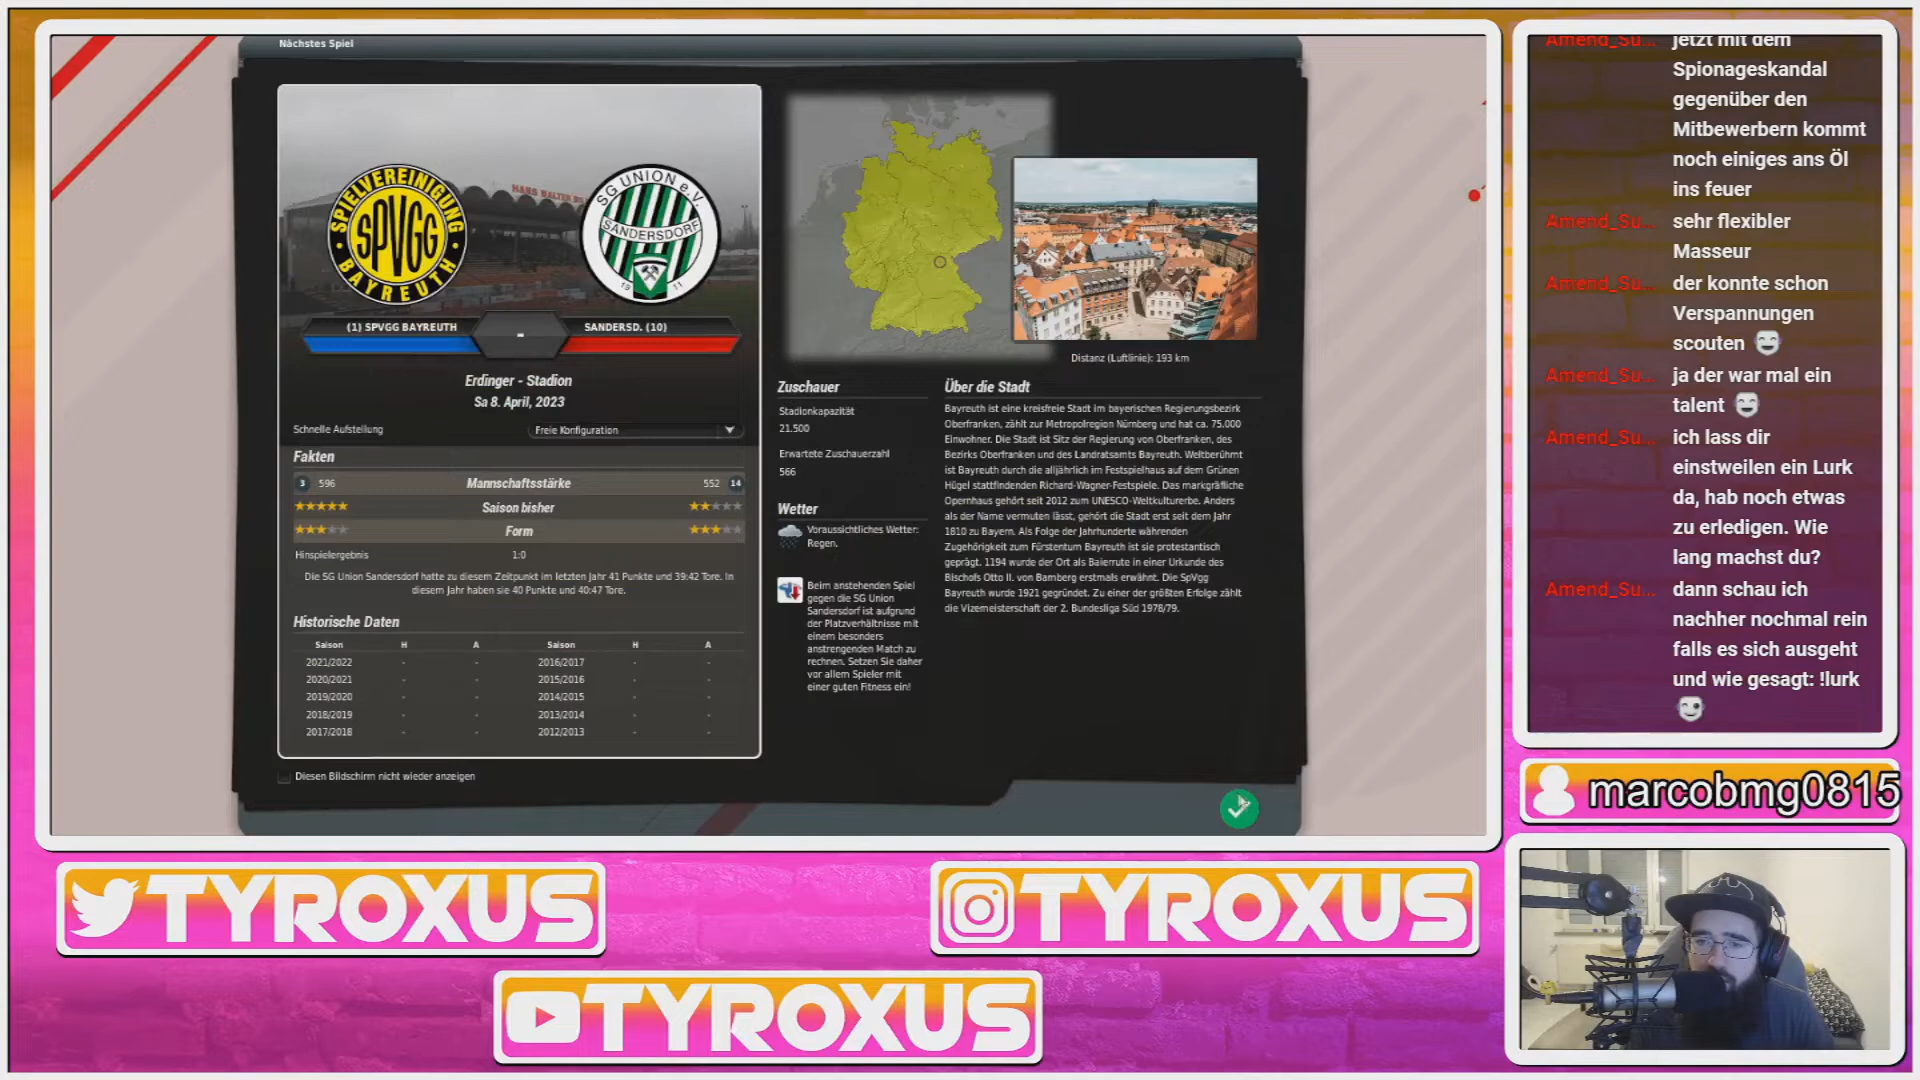 Nächstes Spiel
HANS WALTER
SPIELVEREINIGUNG
SPVGG
BAYREUTH
SG UNION e.V.
SANDERSDORF
19 11
(1) SPVGG BAYREUTH
-
SANDERSD. (10)
Erdinger - Stadion
Sa 8. April, 2023
Schnelle Aufstellung
Freie Konfiguration
Fakten
3 596 Mannschaftsstärke 552 14
Saison bisher
Form
Hinspielergebnis 1:0
Die SG Union Sandersdorf hatte zu diesem Zeitpunkt im letzten Jahr 41 Punkte und 39:42 Tore. In
diesem Jahr haben sie 40 Punkte und 40:47 Tore.
Historische Daten
Saison H A Saison H A
2021/2022 - - 2016/2017 - -
2020/2021 - - 2015/2016 - -
2019/2020 - - 2014/2015 - -
2018/2019 - - 2013/2014 - -
2017/2018 - - 2012/2013 - -
Diesen Bildschirm nicht wieder anzeigen
Distanz (Luftlinie): 193 km
Zuschauer
Stadionkapazität
21.500
Erwartete Zuschauerzahl
566
Wetter
Voraussichtliches Wetter:
Regen.
Beim anstehenden Spiel
gegen die SG Union
Sandersdorf ist aufgrund
der Platzverhältnisse mit
einem besonders
anstrengenden Match zu
rechnen. Setzen Sie daher
vor allem Spieler mit
einer guten Fitness ein!
Über die Stadt
Bayreuth ist eine kreisfreie Stadt im bayerischen Regierungsbezirk
Oberfranken, zählt zur Metropolregion Nürnberg und hat ca. 75.000
Einwohner. Die Stadt ist Sitz der Regierung von Oberfranken, des
Bezirks Oberfranken und des Landratsamts Bayreuth. Weltberühmt
ist Bayreuth durch die alljährlich im Festspielhaus auf dem Grünen
Hügel stattfindenden Richard-Wagner-Festspiele. Das markgräfliche
Opernhaus gehört seit 2012 zum UNESCO-Weltkulturerbe. Anders
als der Name vermuten lässt, gehört die Stadt erst seit dem Jahr
1810 zu Bayern. Als Folge der Jahrhunderte währenden
Zugehörigkeit zum Fürstentum Bayreuth ist sie protestantisch
geprägt. 1194 wurde der Ort als Baierrute in einer Urkunde des
Bischofs Otto II. von Bamberg erstmals erwähnt. Die SpVgg
Bayreuth wurde 1921 gegründet. Zu einer der größten Erfolge zählt
die Vizemeisterschaft der 2. Bundesliga Süd 1978/79.
Amend_Su... jetzt mit dem
Spionageskandal
gegenüber den
Mitbewerbern kommt
noch einiges ans Öl
ins feuer
Amend_Su... sehr flexibler
Masseur
Amend_Su... der konnte schon
Verspannungen
scouten
Amend_Su... ja der war mal ein
talent
Amend_Su... ich lass dir
einstweilen ein Lurk
da, hab noch etwas
zu erledigen. Wie
lang machst du?
Amend_Su... dann schau ich
nachher nochmal rein
falls es sich ausgeht
und wie gesagt: !lurk
marcobmg0815
TYROXUS
TYROXUS
TYROXUS